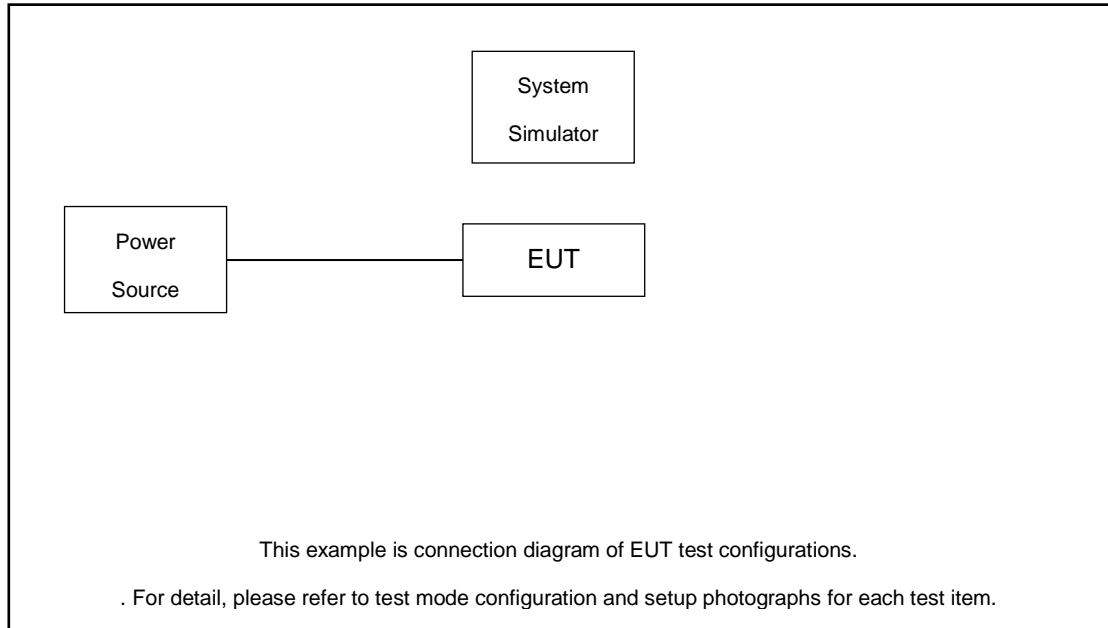 System
Simulator
Power
Source
EUT
This example is connection diagram of EUT test configurations.
. For detail, please refer to test mode configuration and setup photographs for each test item.